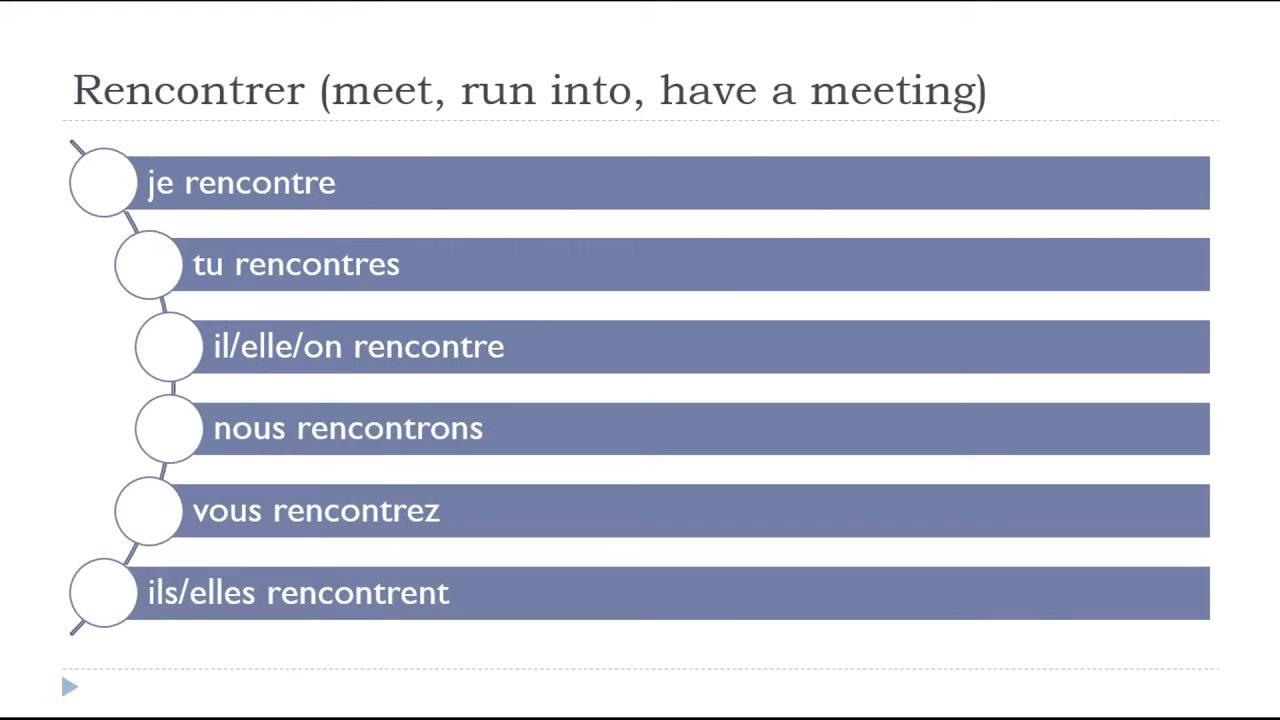 Rencontrer (meet, run into, have a meeting)
je rencontre
tu rencontres
il/elle/on rencontre
nous rencontrons
vous rencontrez
ils/elles rencontrent